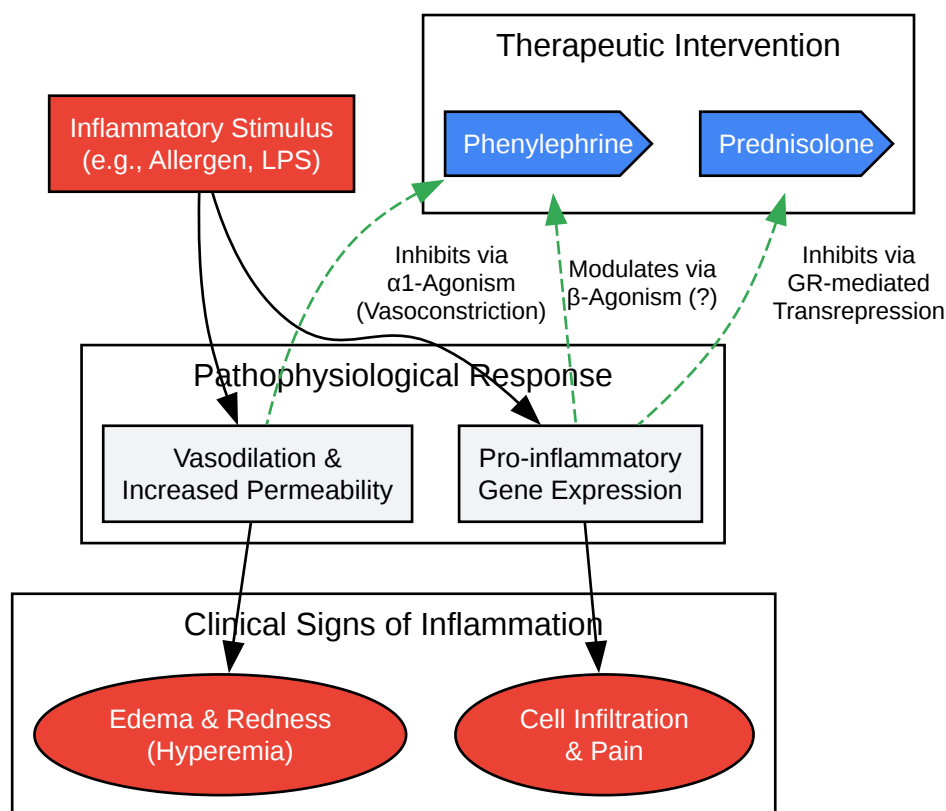 Therapeutic Intervention
Inflammatory Stimulus
(e.g., Allergen, LPS)
Phenylephrine
Prednisolone
Inhibits via
α1-Agonism
(Vasoconstriction)
Modulates via
β-Agonism (?)
Inhibits via
GR-mediated
Transrepression
Pathophysiological Response
Vasodilation &
Increased Permeability
Pro-inflammatory
Gene Expression
Clinical Signs of Inflammation
Edema & Redness
(Hyperemia)
Cell Infiltration
& Pain